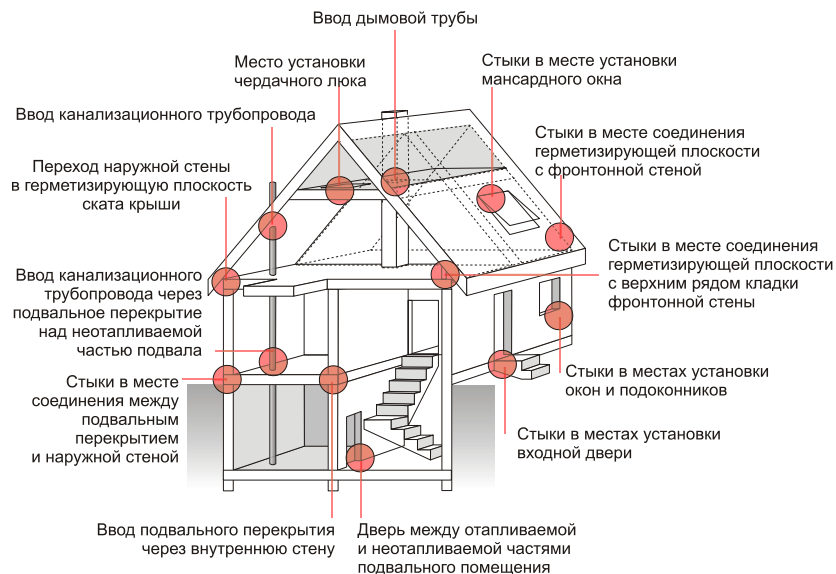 Ввод дымовой трубы
Место установки
чердачного люка
Стыки в месте установки
мансардного окна
Ввод канализационного трубопровода
Стыки в месте соединения
герметизирующей плоскости
с фронтонной стеной
Переход наружной стены
в герметизирующую плоскость
ската крыши
Стыки в месте соединения
герметизирующей плоскости
с верхним рядом кладки
фронтонной стены
Ввод канализационного
трубопровода через
подвальное перекрытие
над неотапливаемой
частью подвала
Стыки в местах установки
окон и подоконников
Стыки в месте
соединения между
подвальным
перекрытием
и наружной стеной
Стыки в местах установки
входной двери
Ввод подвального перекрытия
через внутреннюю стену
Дверь между отапливаемой
и неотапливаемой частями
подвального помещения